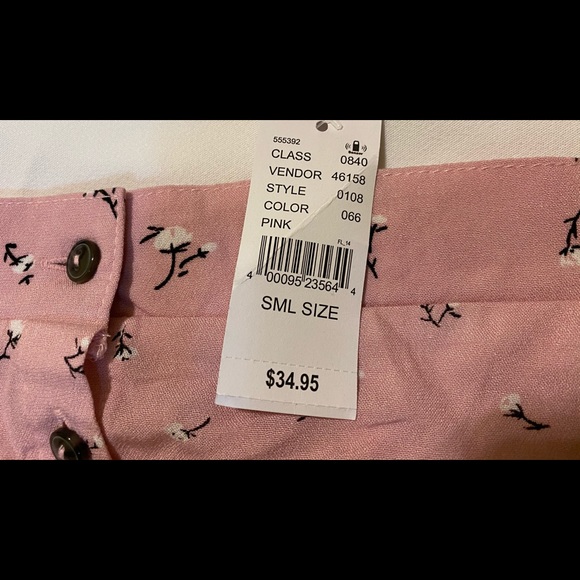 555392
CLASS 0840
VENDOR 46158
STYLE 0108
COLOR 066
PINK
FL_14
4 00095 23564 4
SML SIZE
$34.95